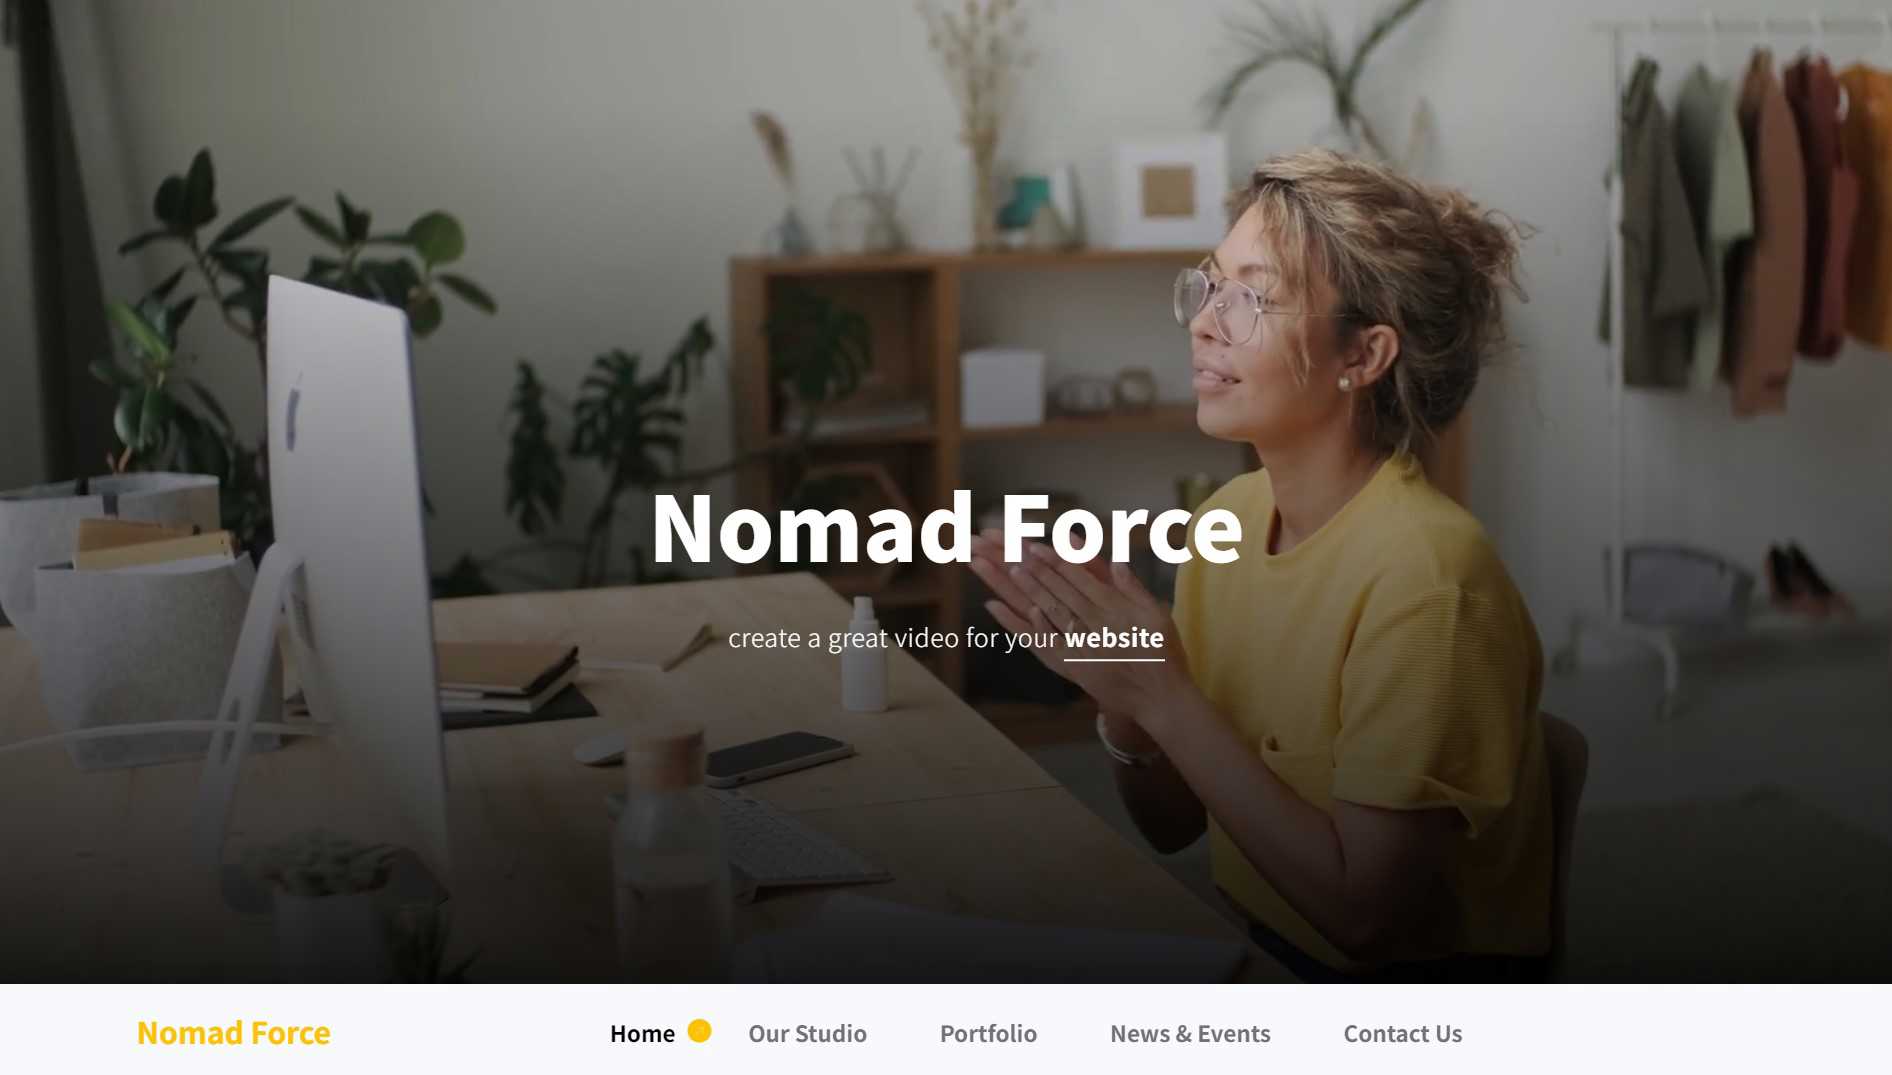 Nomad Force
create a great video for your website
Nomad Force
Home
Our Studio
Portfolio
News & Events
Contact Us